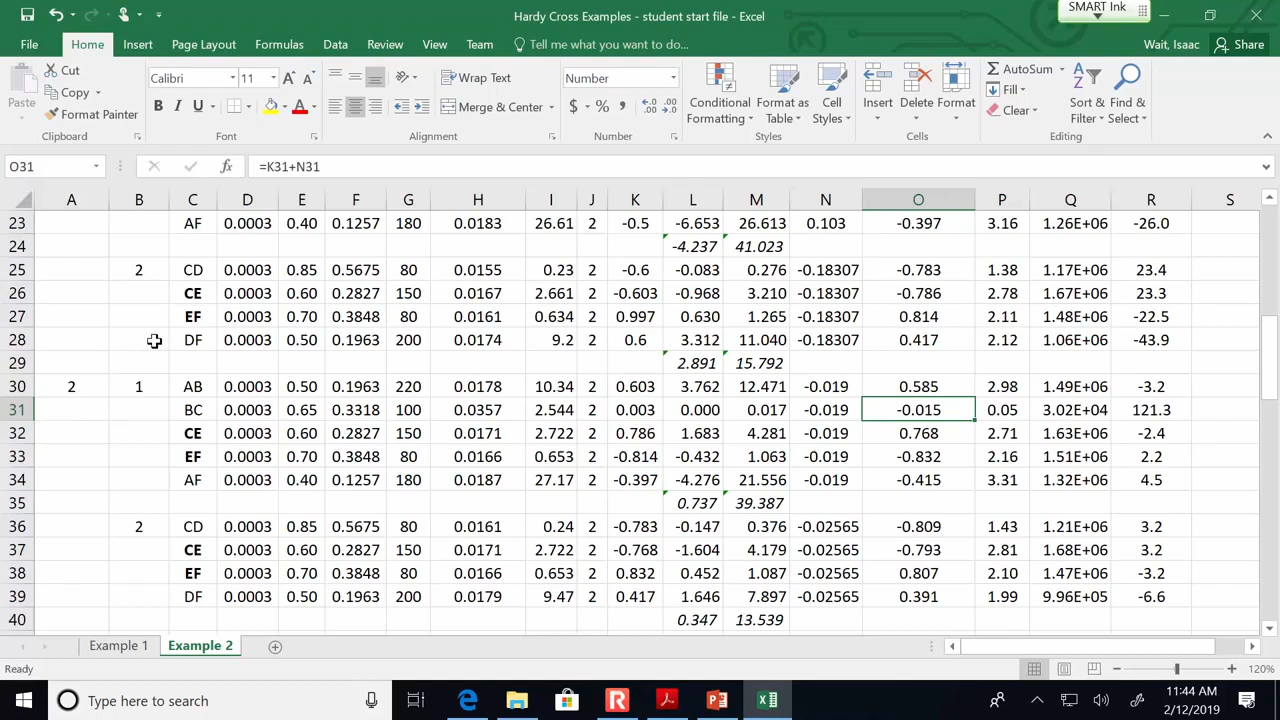 Hardy Cross Examples - student start file - Excel
SMART Ink
File Home Insert Page Layout Formulas Data Review View Team Tell me what you want to do... Wait, Isaac Share
Paste
Cut
Copy
Format Painter
Calibri 11 A A
B I U A
Wrap Text
Merge & Center
Number
$ % ,
Conditional Formatting
Format as Table
Cell Styles
Insert Delete Format
AutoSum
Fill
Clear
Sort & Filter
Find & Select
Clipboard Font Alignment Number Styles Cells Editing
O31 fx =K31+N31
A B C D E F G H I J K L M N O P Q R S
23 AF 0.0003 0.40 0.1257 180 0.0183 26.61 2 -0.5 -6.653 26.613 0.103 -0.397 3.16 1.26E+06 -26.0
24 -4.237 41.023
25 2 CD 0.0003 0.85 0.5675 80 0.0155 0.23 2 -0.6 -0.083 0.276 -0.18307 -0.783 1.38 1.17E+06 23.4
26 CE 0.0003 0.60 0.2827 150 0.0167 2.661 2 -0.603 -0.968 3.210 -0.18307 -0.786 2.78 1.67E+06 23.3
27 EF 0.0003 0.70 0.3848 80 0.0161 0.634 2 0.997 0.630 1.265 -0.18307 0.814 2.11 1.48E+06 -22.5
28 DF 0.0003 0.50 0.1963 200 0.0174 9.2 2 0.6 3.312 11.040 -0.18307 0.417 2.12 1.06E+06 -43.9
29 2.891 15.792
30 2 1 AB 0.0003 0.50 0.1963 220 0.0178 10.34 2 0.603 3.762 12.471 -0.019 0.585 2.98 1.49E+06 -3.2
31 BC 0.0003 0.65 0.3318 100 0.0357 2.544 2 0.003 0.000 0.017 -0.019 -0.015 0.05 3.02E+04 121.3
32 CE 0.0003 0.60 0.2827 150 0.0171 2.722 2 0.786 1.683 4.281 -0.019 0.768 2.71 1.63E+06 -2.4
33 EF 0.0003 0.70 0.3848 80 0.0166 0.653 2 -0.814 -0.432 1.063 -0.019 -0.832 2.16 1.51E+06 2.2
34 AF 0.0003 0.40 0.1257 180 0.0187 27.17 2 -0.397 -4.276 21.556 -0.019 -0.415 3.31 1.32E+06 4.5
35 0.737 39.387
36 2 CD 0.0003 0.85 0.5675 80 0.0161 0.24 2 -0.783 -0.147 0.376 -0.02565 -0.809 1.43 1.21E+06 3.2
37 CE 0.0003 0.60 0.2827 150 0.0171 2.722 2 -0.768 -1.604 4.179 -0.02565 -0.793 2.81 1.68E+06 3.2
38 EF 0.0003 0.70 0.3848 80 0.0166 0.653 2 0.832 0.452 1.087 -0.02565 0.807 2.10 1.47E+06 -3.2
39 DF 0.0003 0.50 0.1963 200 0.0179 9.47 2 0.417 1.646 7.897 -0.02565 0.391 1.99 9.96E+05 -6.6
40 0.347 13.539
Example 1 Example 2
Ready 120%
Type here to search
11:44 AM
2/12/2019